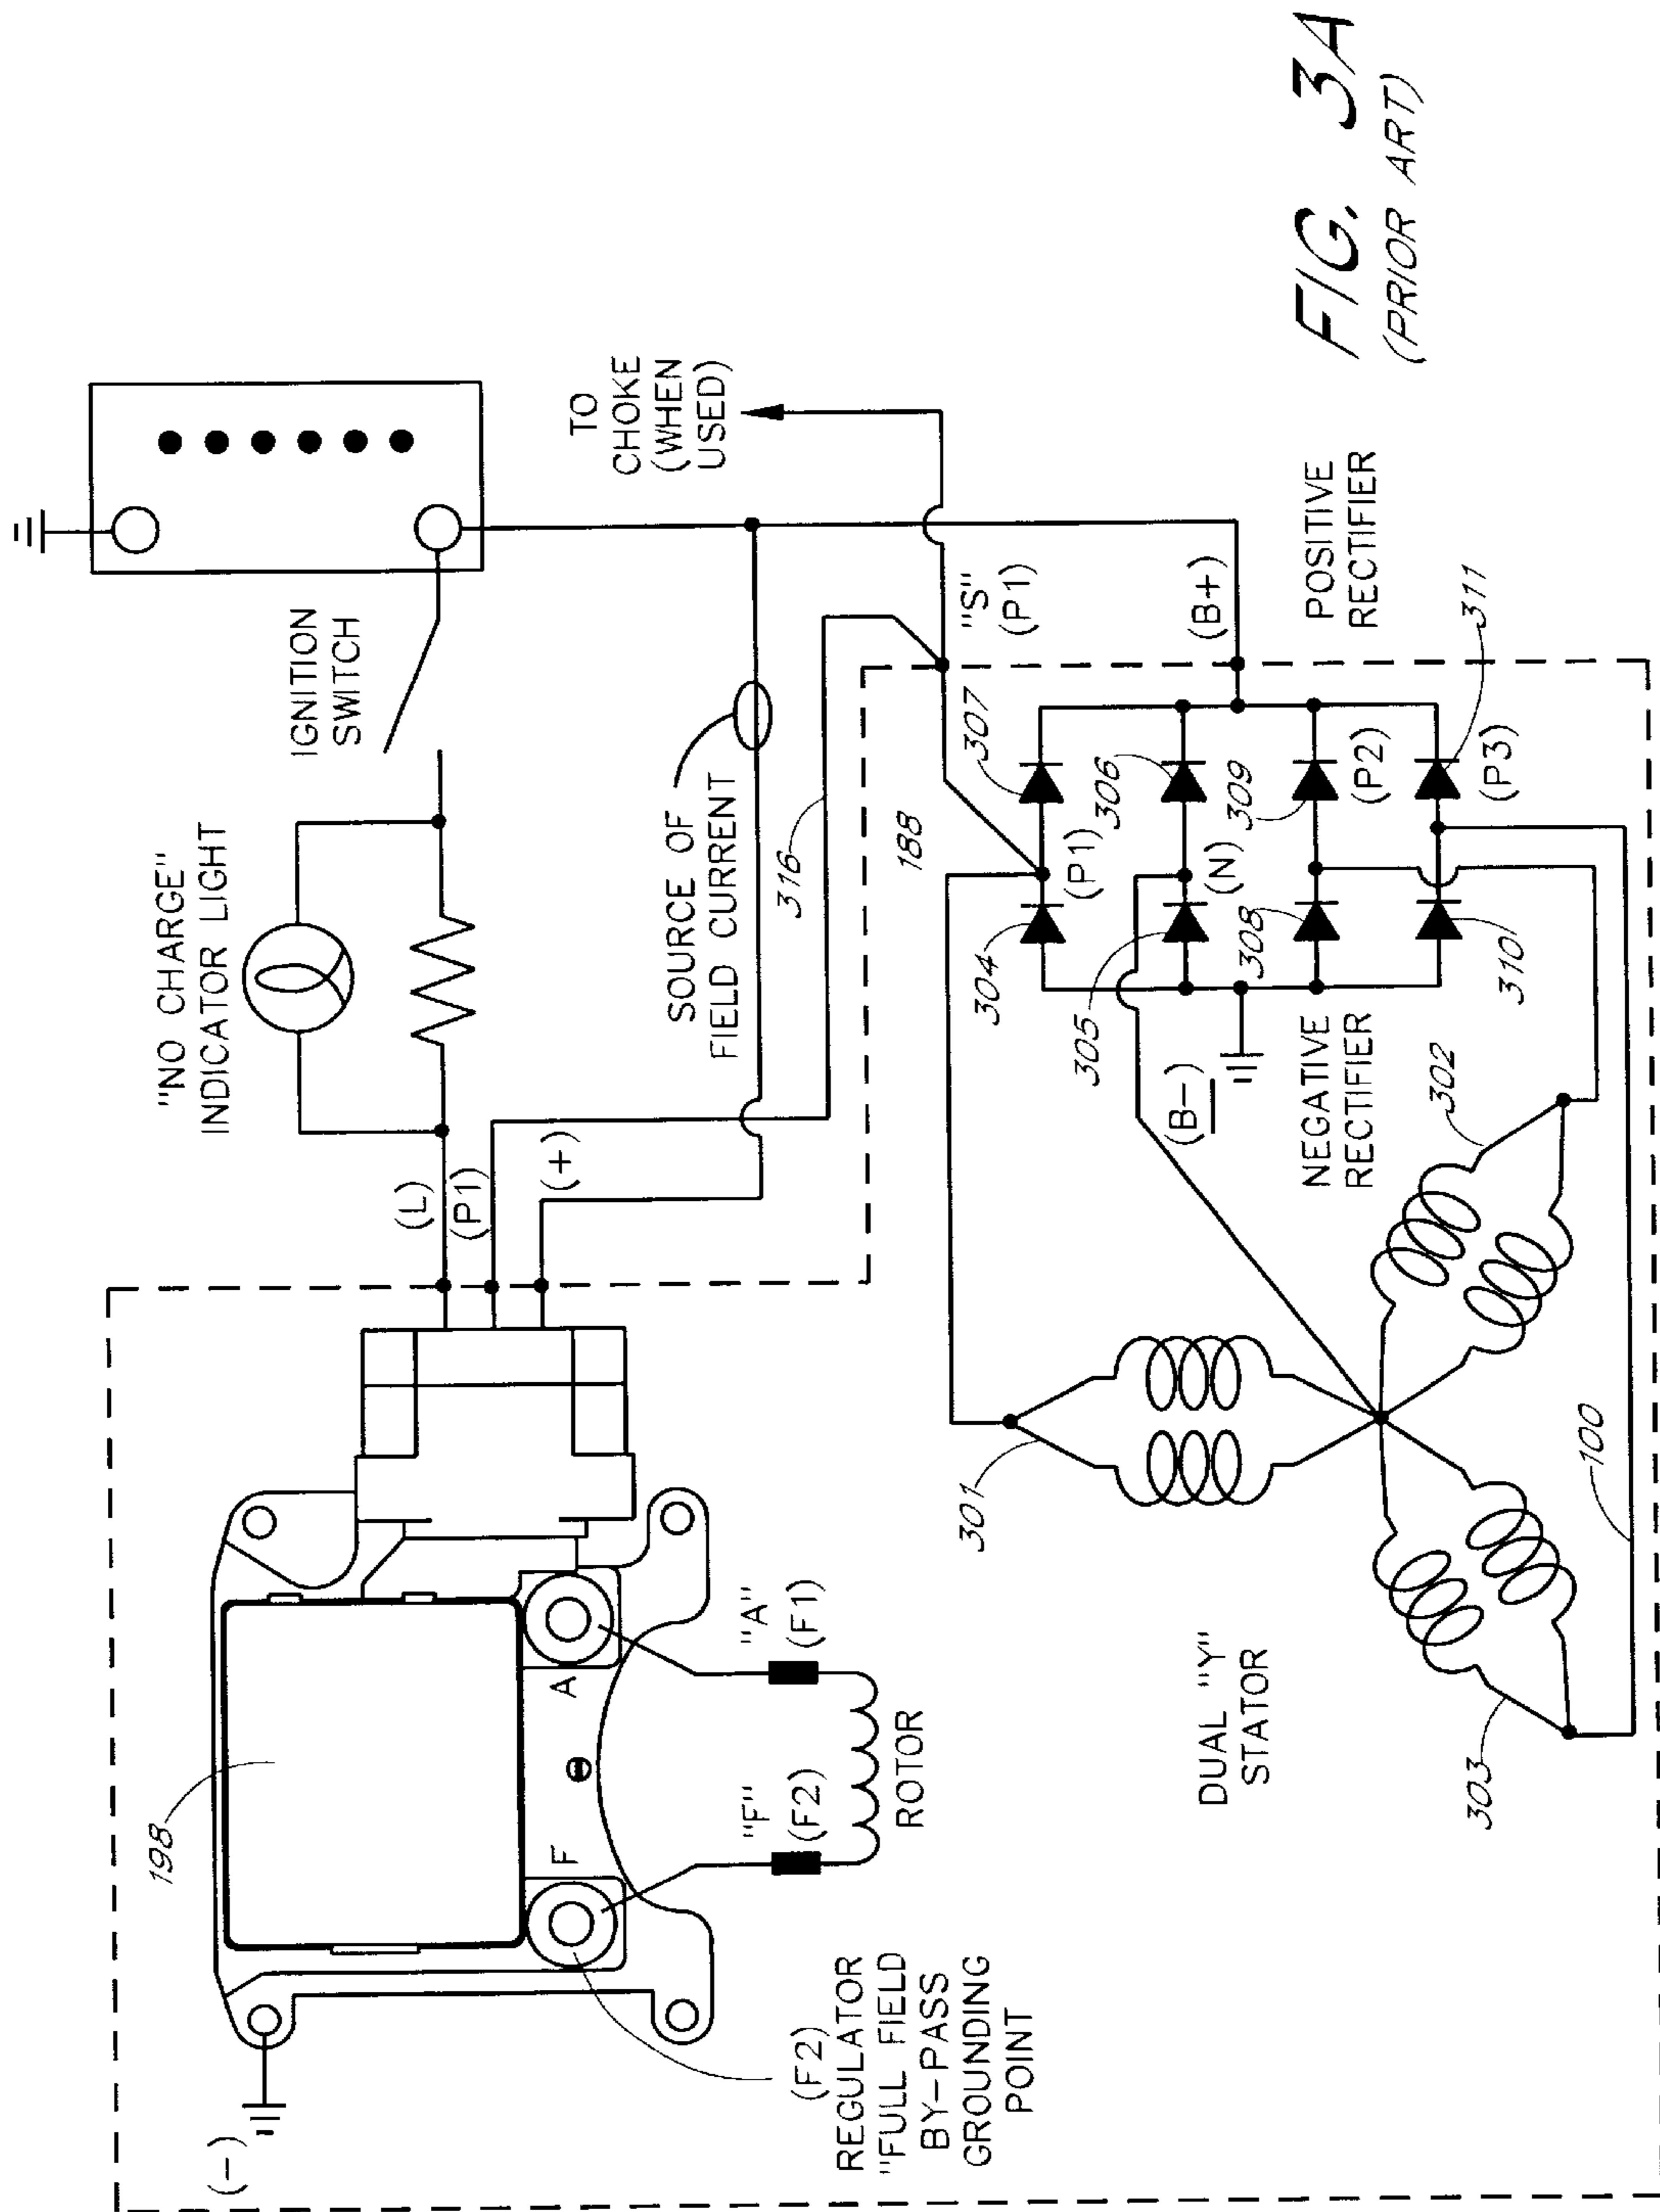 (-)
198
(F2)
REGULATOR
"FULL FIELD
BY-PASS
GROUNDING
POINT
F
A
"F"
(F2)
"A"
(F1)
ROTOR
(L)
(P1)
(+)
"NO CHARGE"
INDICATOR LIGHT
IGNITION
SWITCH
SOURCE OF
FIELD CURRENT
316
TO
CHOKE
(WHEN
USED)
188
"S"
(P1)
(B+)
307
304
(P1)
306
305
(N)
309
308
(P2)
311
310
(P3)
(B-)
NEGATIVE
RECTIFIER
POSITIVE
RECTIFIER
301
302
303
100
DUAL "Y"
STATOR
FIG. 3A
(PRIOR ART)